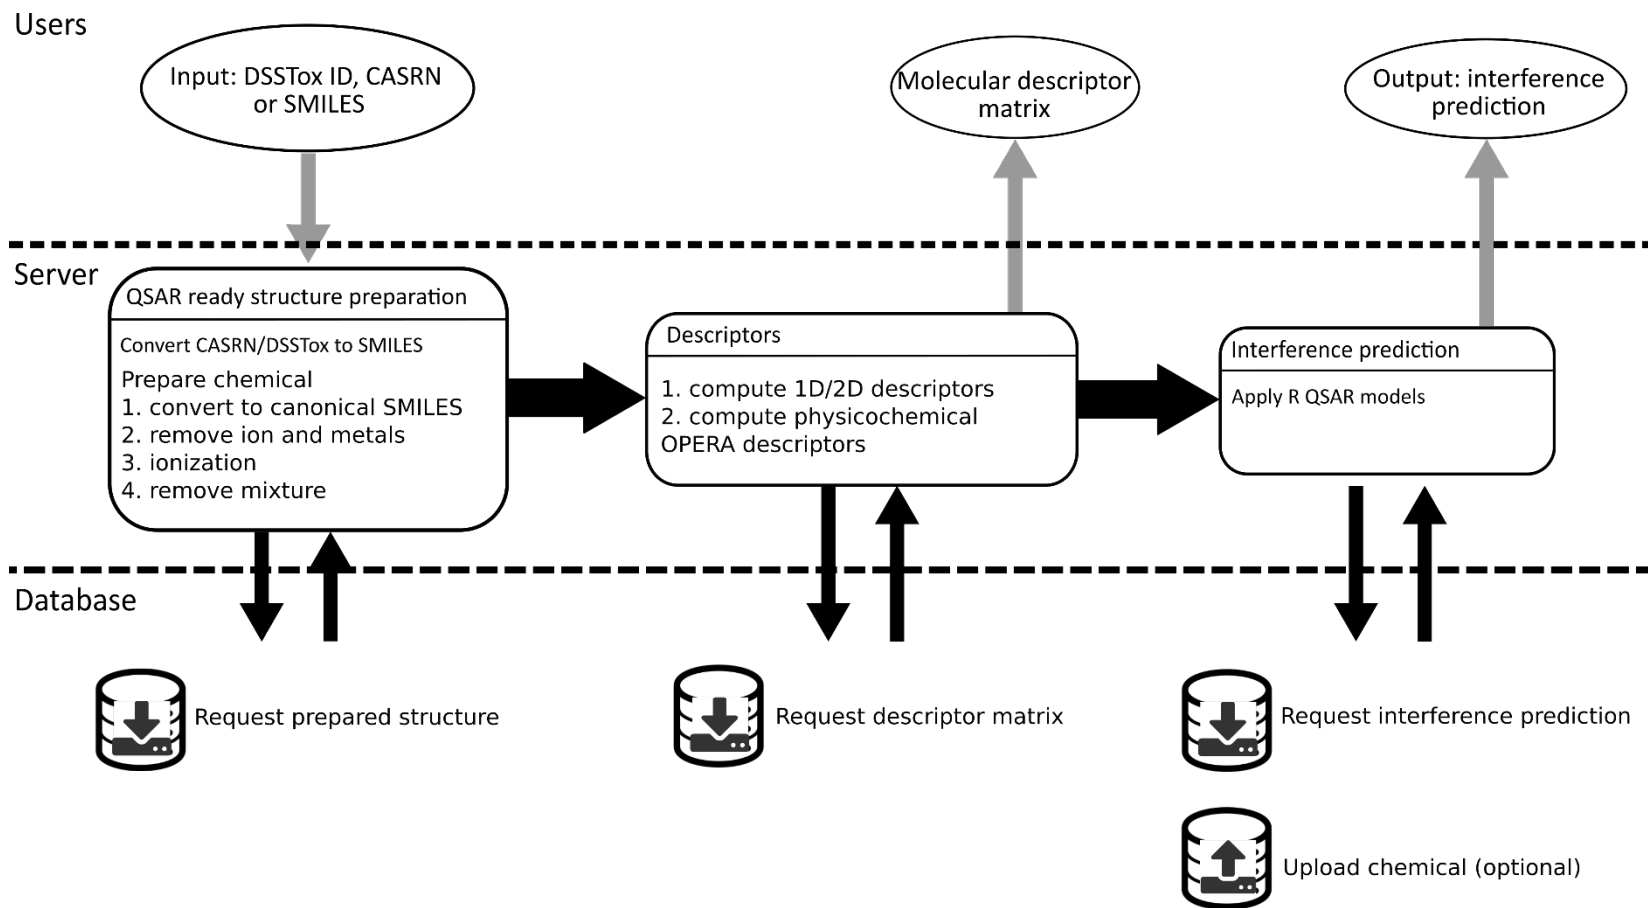 Users
Input: DSSTox ID, CASRN
or SMILES
Molecular descriptor
matrix
Output: interference
prediction
Server
QSAR ready structure preparation
Convert CASRN/DSSTox to SMILES
Prepare chemical
1. convert to canonical SMILES
2. remove ion and metals
3. ionization
4. remove mixture
Descriptors
1. compute 1D/2D descriptors
2. compute physicochemical
OPERA descriptors
Interference prediction
Apply R QSAR models
Database
Request prepared structure
Request descriptor matrix
Request interference prediction
Upload chemical (optional)